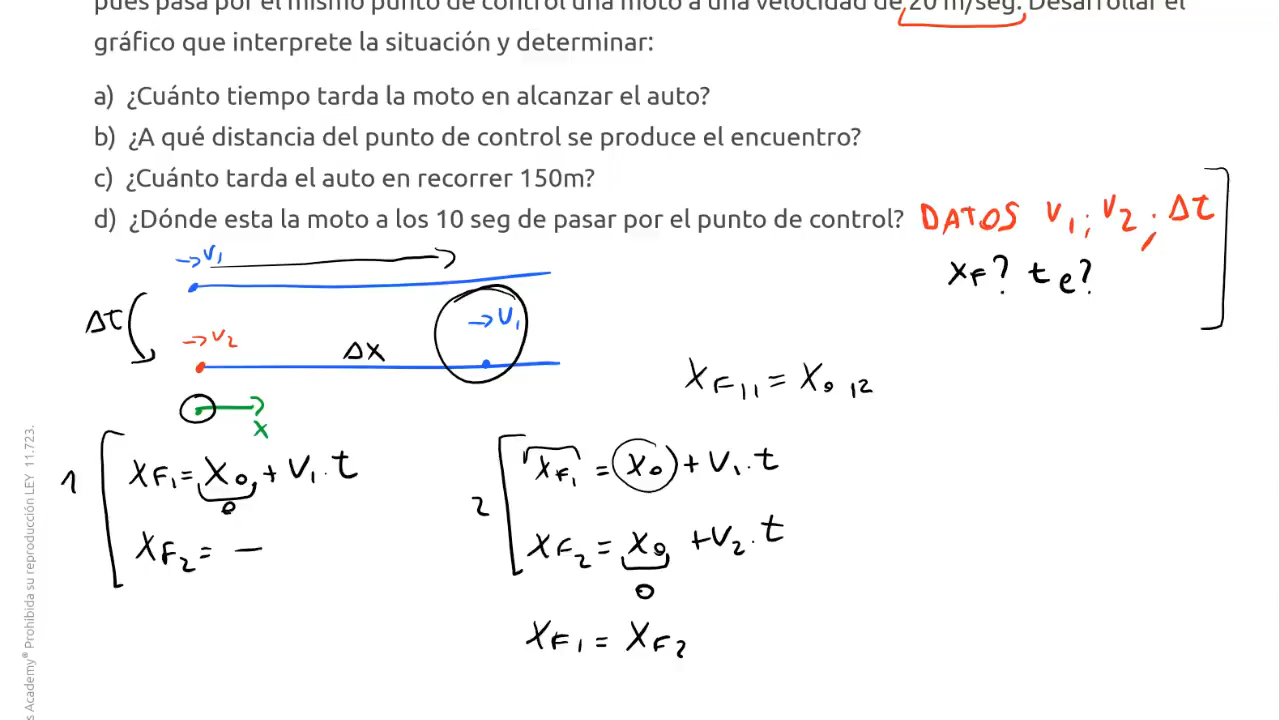 pues pasa por el mismo punto de control una moto a una velocidad de 20 m/seg. Desarrollar el
gráfico que interprete la situación y determinar:
a) ¿Cuánto tiempo tarda la moto en alcanzar el auto?
b) ¿A qué distancia del punto de control se produce el encuentro?
c) ¿Cuánto tarda el auto en recorrer 150m?
d) ¿Dónde esta la moto a los 10 seg de pasar por el punto de control?
DATOS V1; V2; Δt
XF? te?
→V1
Δt
→V2
ΔX
→V1
X
XF11 = X0 12
1
XF1 = X0 + V1 . t
0
XF2 = —
2
XF1 = X0 + V1 . t
XF2 = X0 + V2 . t
0
XF1 = XF2
s Academy® Prohibida su reproducción LEY 11.723.